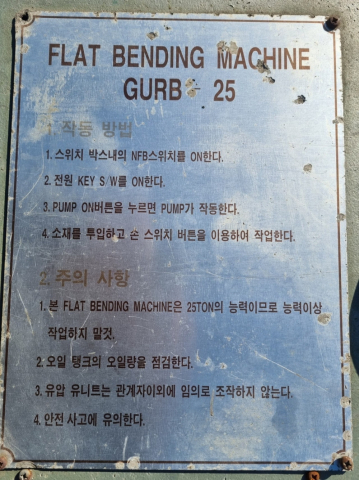 FLAT BENDING MACHINE
GURB - 25
1. 작동 방법
1. 스위치 박스내의 NFB스위치를 ON한다.
2. 전원 KEY S/W를 ON한다.
3. PUMP ON버튼을 누르면 PUMP가 작동한다.
4. 소재를 투입하고 손 스위치 버튼을 이용하여 작업한다.
2. 주의 사항
1. 본 FLAT BENDING MACHINE은 25TON의 능력이므로 능력이상
작업하지 말것.
2. 오일 탱크의 오일량을 점검한다.
3. 유압 유니트는 관계자이외에 임의로 조작하지 않는다.
4. 안전 사고에 유의한다.